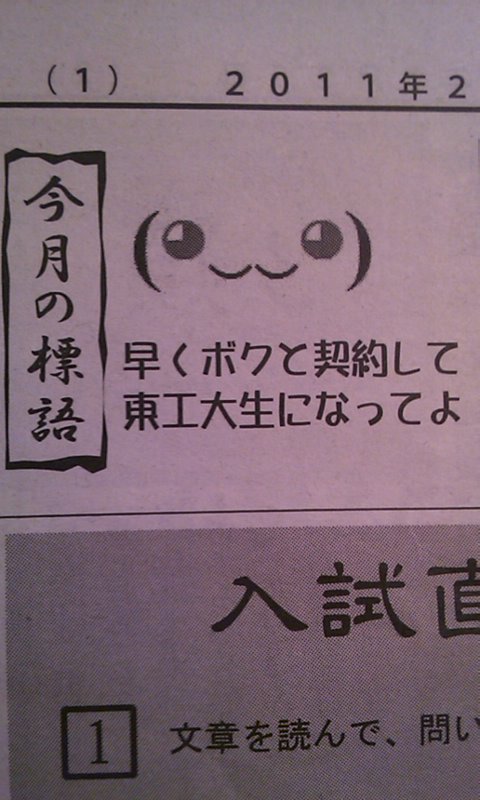 (1) 2011年2
今月の標語
早くボクと契約して
東工大生になってよ
入試直
1 文章を読んで、問い